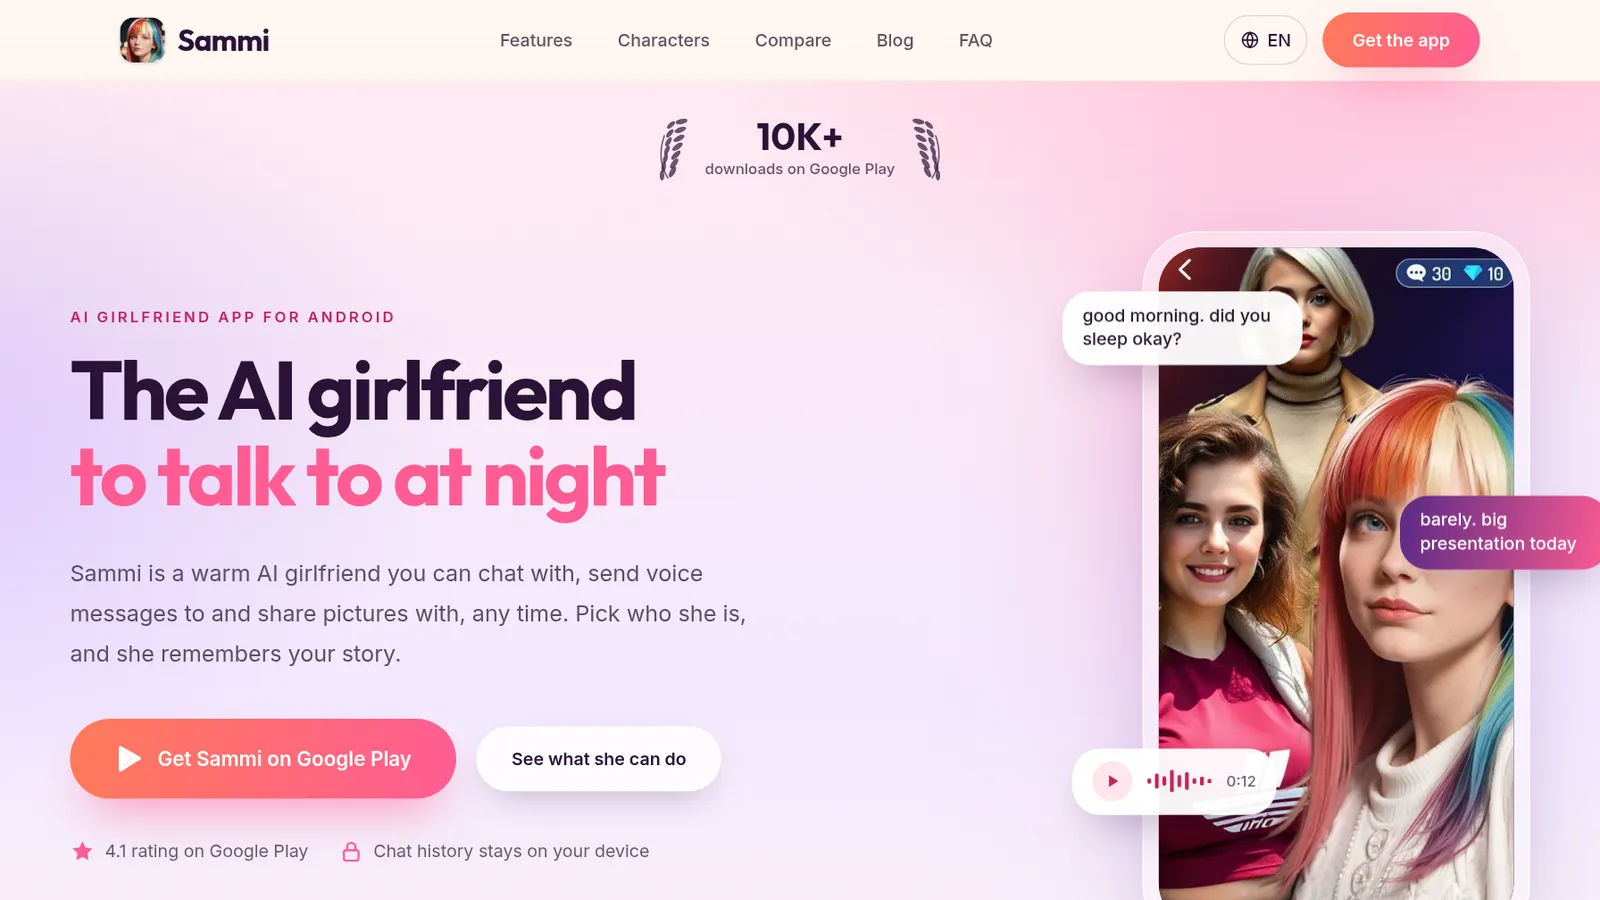 Sammi
Features
Characters
Compare
Blog
FAQ
EN
Get the app
10K+
downloads on Google Play
AI GIRLFRIEND APP FOR ANDROID
The AI girlfriend
to talk to at night
Sammi is a warm AI girlfriend you can chat with, send voice
messages to and share pictures with, any time. Pick who she is,
and she remembers your story.
Get Sammi on Google Play
See what she can do
4.1 rating on Google Play
Chat history stays on your device
30
10
good morning. did you
sleep okay?
barely. big
presentation today
0:12